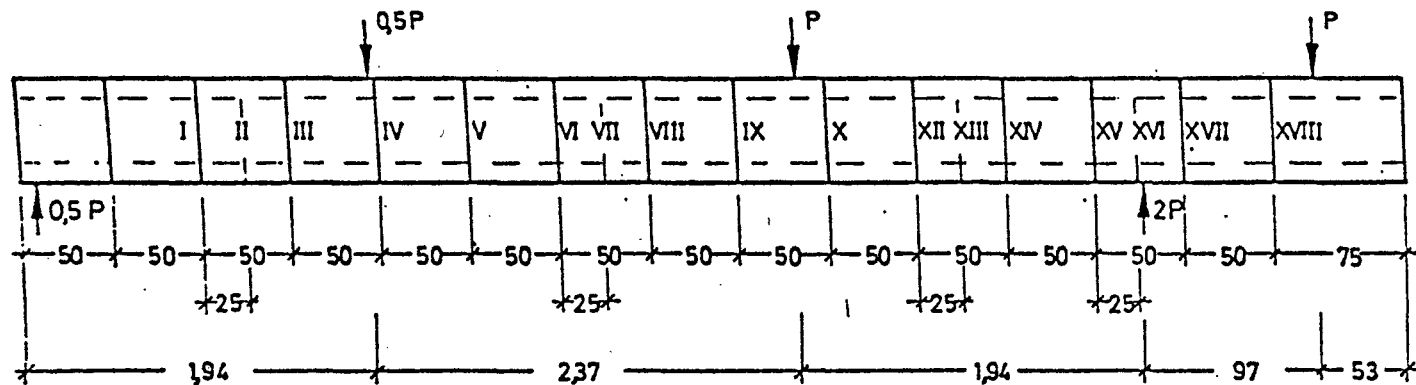 0,5P P P
I II III IV V VI VII VIII IX X XII XIII XIV XV XVI XVII XVIII
0,5 P 2P
50 50 50 50 50 50 50 50 50 50 50 50 50 50 75
25 25 25 25
1,94 2,37 1,94 97 53